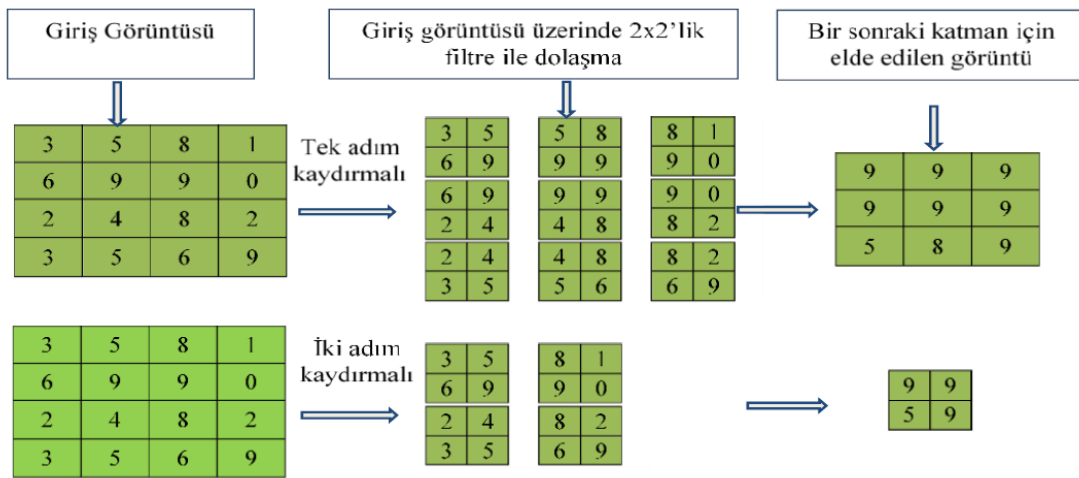 Giriş Görüntüsü
Giriş görüntüsü üzerinde 2x2'lik
filtre ile dolaşma
Bir sonraki katman için
elde edilen görüntü
3 5 8 1
6 9 9 0
2 4 8 2
3 5 6 9
Tek adım
kaydırmalı
3 5 5 8 8 1
6 9 9 9 9 0
6 9 9 9 9 0
2 4 4 8 8 2
2 4 4 8 8 2
3 5 5 6 6 9
9 9 9
9 9 9
5 8 9
3 5 8 1
6 9 9 0
2 4 8 2
3 5 6 9
İki adım
kaydırmalı
3 5 8 1
6 9 9 0
2 4 8 2
3 5 6 9
9 9
5 9